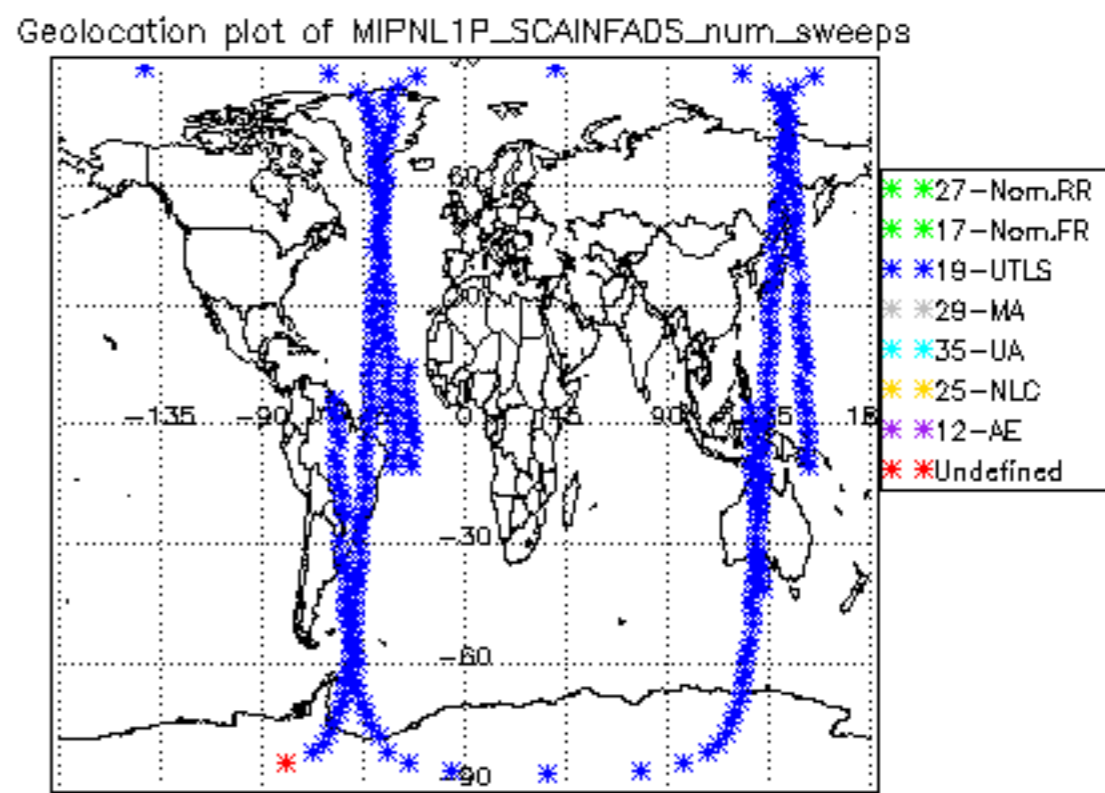 Geolocation plot of MIPNL1P_SCAINFADS_num_sweeps
60
-135
-90
0
90
-30
-60
-90
27-Nom.RR
17-Nom.FR
19-UTLS
29-MA
35-UA
25-NLC
12-AE
Undefined